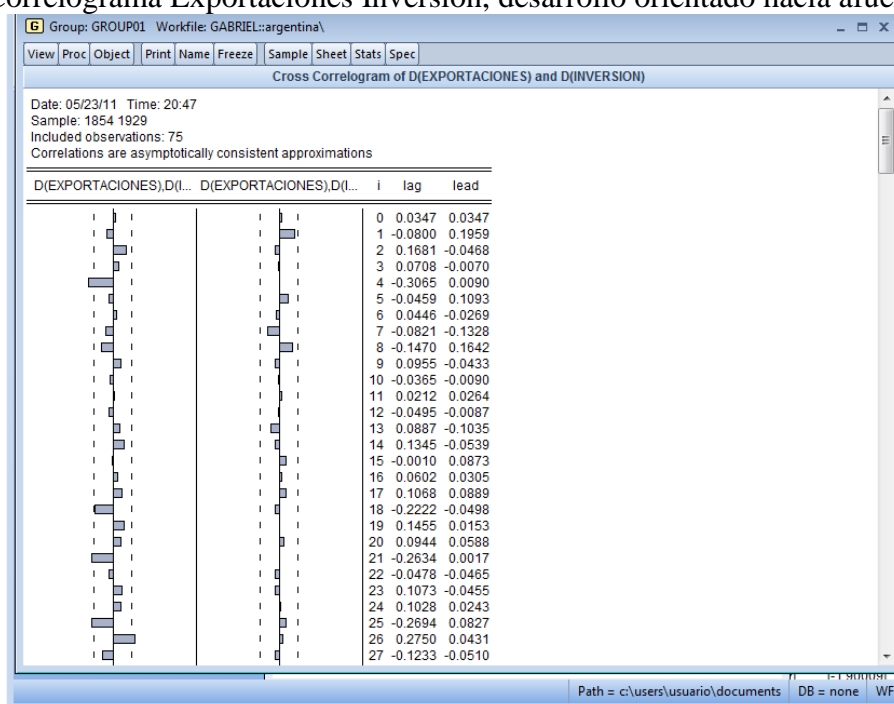 correlograma Exportaciones Inversión, desarrollo orientado hacia
G Group: GROUP01 Workfile: GABRIEL::argentina\
View Proc Object Print Name Freeze Sample Sheet Stats Spec
Cross Correlogram of D(EXPORTACIONES) and D(INVERSION)
Date: 05/23/11 Time: 20:47
Sample: 1854 1929
Included observations: 75
Correlations are asymptotically consistent approximations
D(EXPORTACIONES),D(I... D(EXPORTACIONES),D(I... i lag lead
0 0.0347 0.0347
1 -0.0800 0.1959
2 0.1681 -0.0468
3 0.0708 -0.0070
4 -0.3065 0.0090
5 -0.0459 0.1093
6 0.0446 -0.0269
7 -0.0821 -0.1328
8 -0.1470 0.1642
9 0.0955 -0.0433
10 -0.0365 -0.0090
11 0.0212 0.0264
12 -0.0495 -0.0087
13 0.0887 -0.1035
14 0.1345 -0.0539
15 -0.0010 0.0873
16 0.0602 0.0305
17 0.1068 0.0889
18 -0.2222 -0.0498
19 0.1455 0.0153
20 0.0944 0.0588
21 -0.2634 0.0017
22 -0.0478 -0.0465
23 0.1073 -0.0455
24 0.1028 0.0243
25 -0.2694 0.0827
26 0.2750 0.0431
27 -0.1233 -0.0510
Path = c:\users\usuario\documents DB = none WF